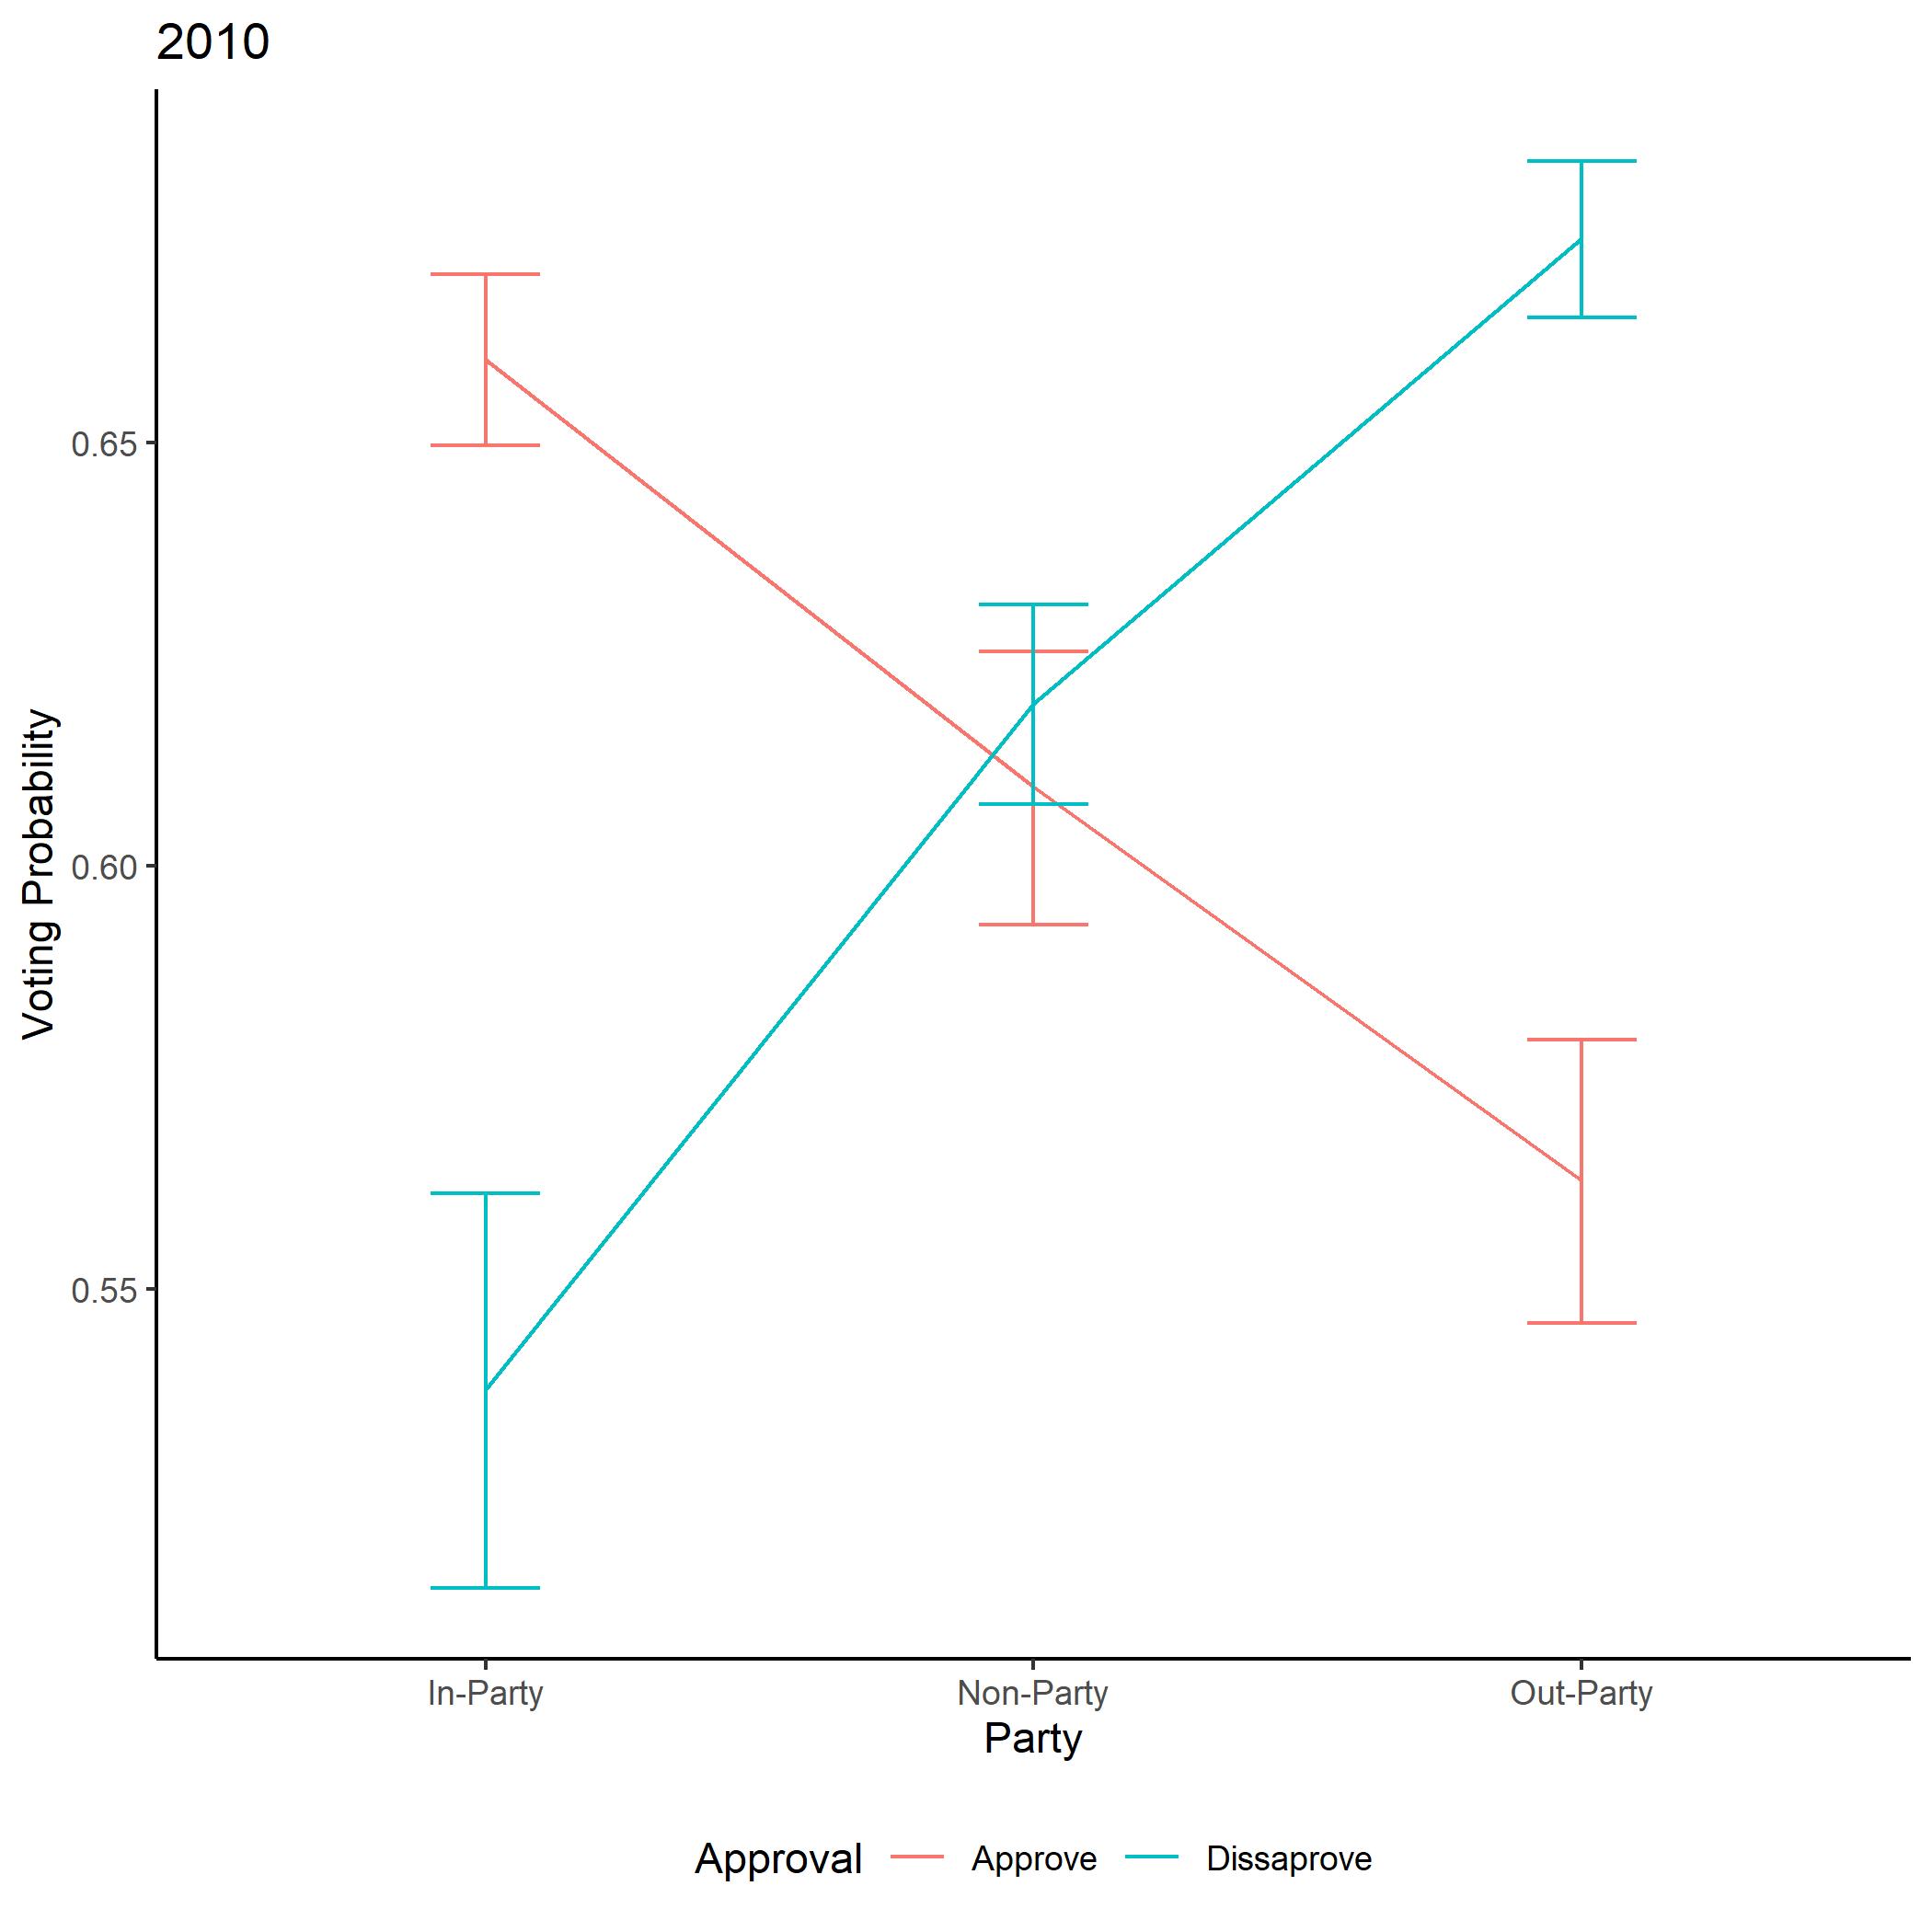 2010
Voting Probability
0.65
0.60
0.55
In-Party Non-Party Out-Party
Party
Approval Approve Dissaprove